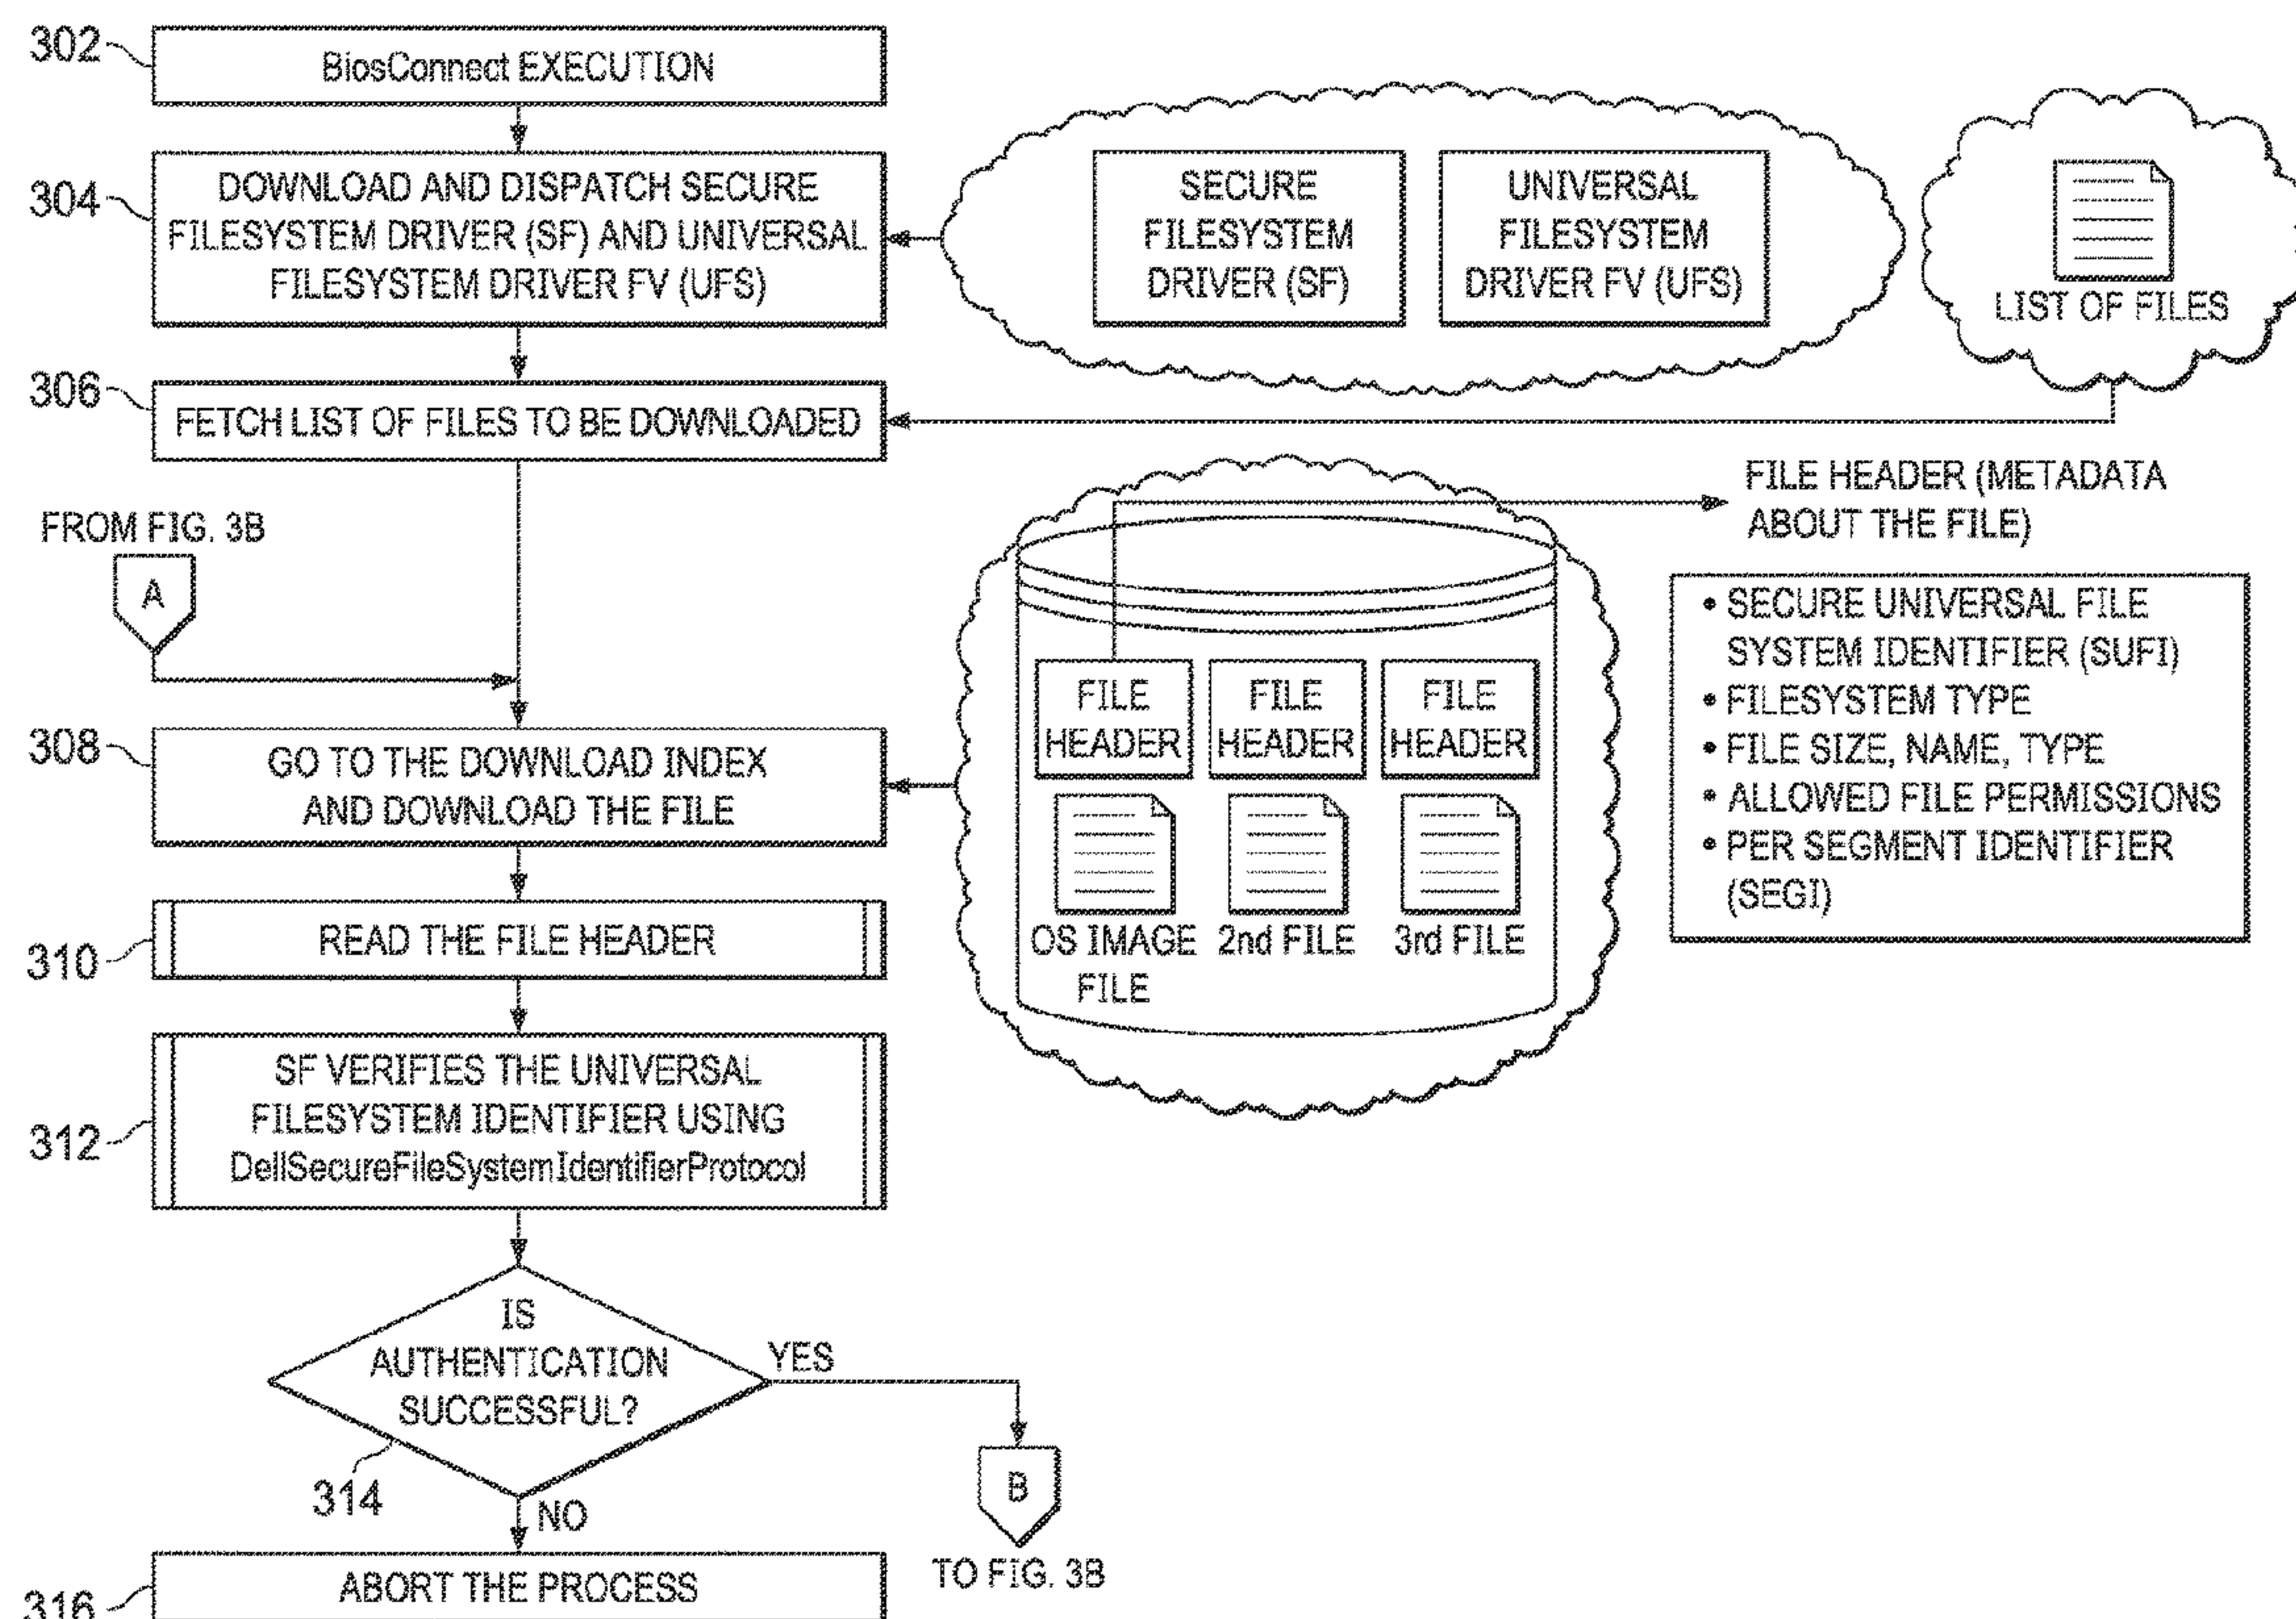 302
BiosConnect EXECUTION
304
DOWNLOAD AND DISPATCH SECURE
FILESYSTEM DRIVER (SF) AND UNIVERSAL
FILESYSTEM DRIVER FV (UFS)
SECURE
FILESYSTEM
DRIVER (SF)
UNIVERSAL
FILESYSTEM
DRIVER FV (UFS)
LIST OF FILES
306
FETCH LIST OF FILES TO BE DOWNLOADED
FROM FIG. 3B
A
FILE HEADER (METADATA
ABOUT THE FILE)
• SECURE UNIVERSAL FILE
SYSTEM IDENTIFIER (SUFI)
• FILESYSTEM TYPE
• FILE SIZE, NAME, TYPE
• ALLOWED FILE PERMISSIONS
• PER SEGMENT IDENTIFIER
(SEGI)
308
GO TO THE DOWNLOAD INDEX
AND DOWNLOAD THE FILE
FILE
HEADER
FILE
HEADER
FILE
HEADER
OS IMAGE
FILE
2nd FILE
3rd FILE
310
READ THE FILE HEADER
312
SF VERIFIES THE UNIVERSAL
FILESYSTEM IDENTIFIER USING
DellSecureFileSystemIdentifierProtocol
IS
AUTHENTICATION
SUCCESSFUL?
314
YES
NO
B
TO FIG. 3B
316
ABORT THE PROCESS